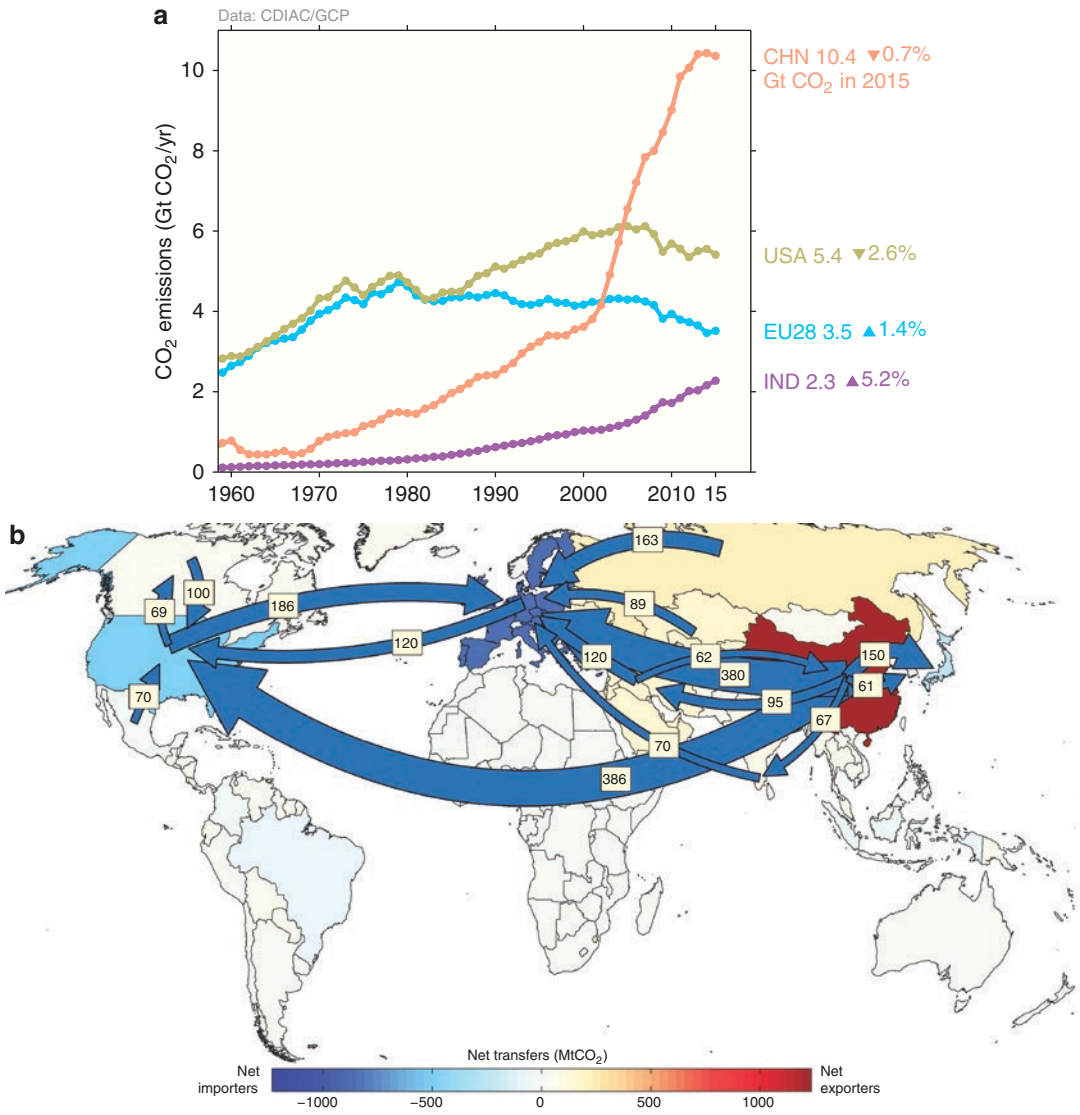 a
Data: CDIAC/GCP
CHN 10.4 ▼0.7%
Gt CO₂ in 2015
USA 5.4 ▼2.6%
EU28 3.5 ▲1.4%
IND 2.3 ▲5.2%
CO₂ emissions (Gt CO₂/yr)
10
8
6
4
2
0
1960 1970 1980 1990 2000 2010 15
b
163
100
69
186
89
120
120
62
150
380
61
70
95
67
70
386
Net transfers (MtCO₂)
Net
importers
Net
exporters
−1000 −500 0 500 1000